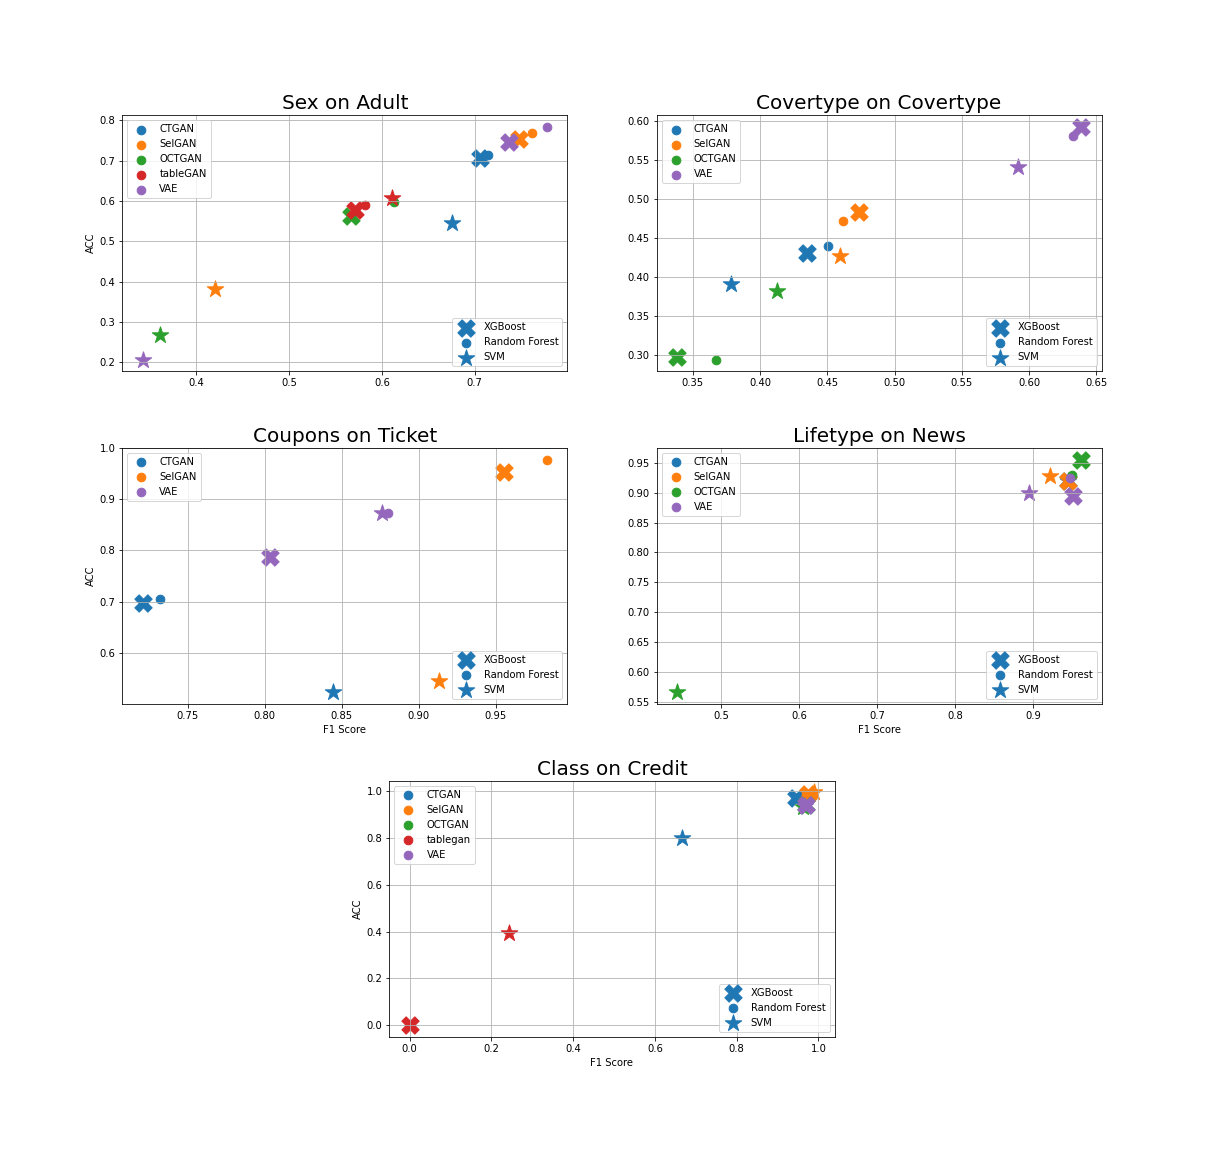 Sex on Adult
CTGAN
SelGAN
OCTGAN
tableGAN
VAE
XGBoost
Random Forest
SVM
ACC
0.8
0.7
0.6
0.5
0.4
0.3
0.2
0.4 0.5 0.6 0.7
Covertype on Covertype
CTGAN
SelGAN
OCTGAN
VAE
XGBoost
Random Forest
SVM
0.60
0.55
0.50
0.45
0.40
0.35
0.30
0.35 0.40 0.45 0.50 0.55 0.60 0.65
Coupons on Ticket
CTGAN
SelGAN
VAE
XGBoost
Random Forest
SVM
ACC
1.0
0.9
0.8
0.7
0.6
0.75 0.80 0.85 0.90 0.95
F1 Score
Lifetype on News
CTGAN
SelGAN
OCTGAN
VAE
XGBoost
Random Forest
SVM
0.95
0.90
0.85
0.80
0.75
0.70
0.65
0.60
0.55
0.5 0.6 0.7 0.8 0.9
F1 Score
Class on Credit
CTGAN
SelGAN
OCTGAN
tablegan
VAE
XGBoost
Random Forest
SVM
ACC
1.0
0.8
0.6
0.4
0.2
0.0
0.0 0.2 0.4 0.6 0.8 1.0
F1 Score